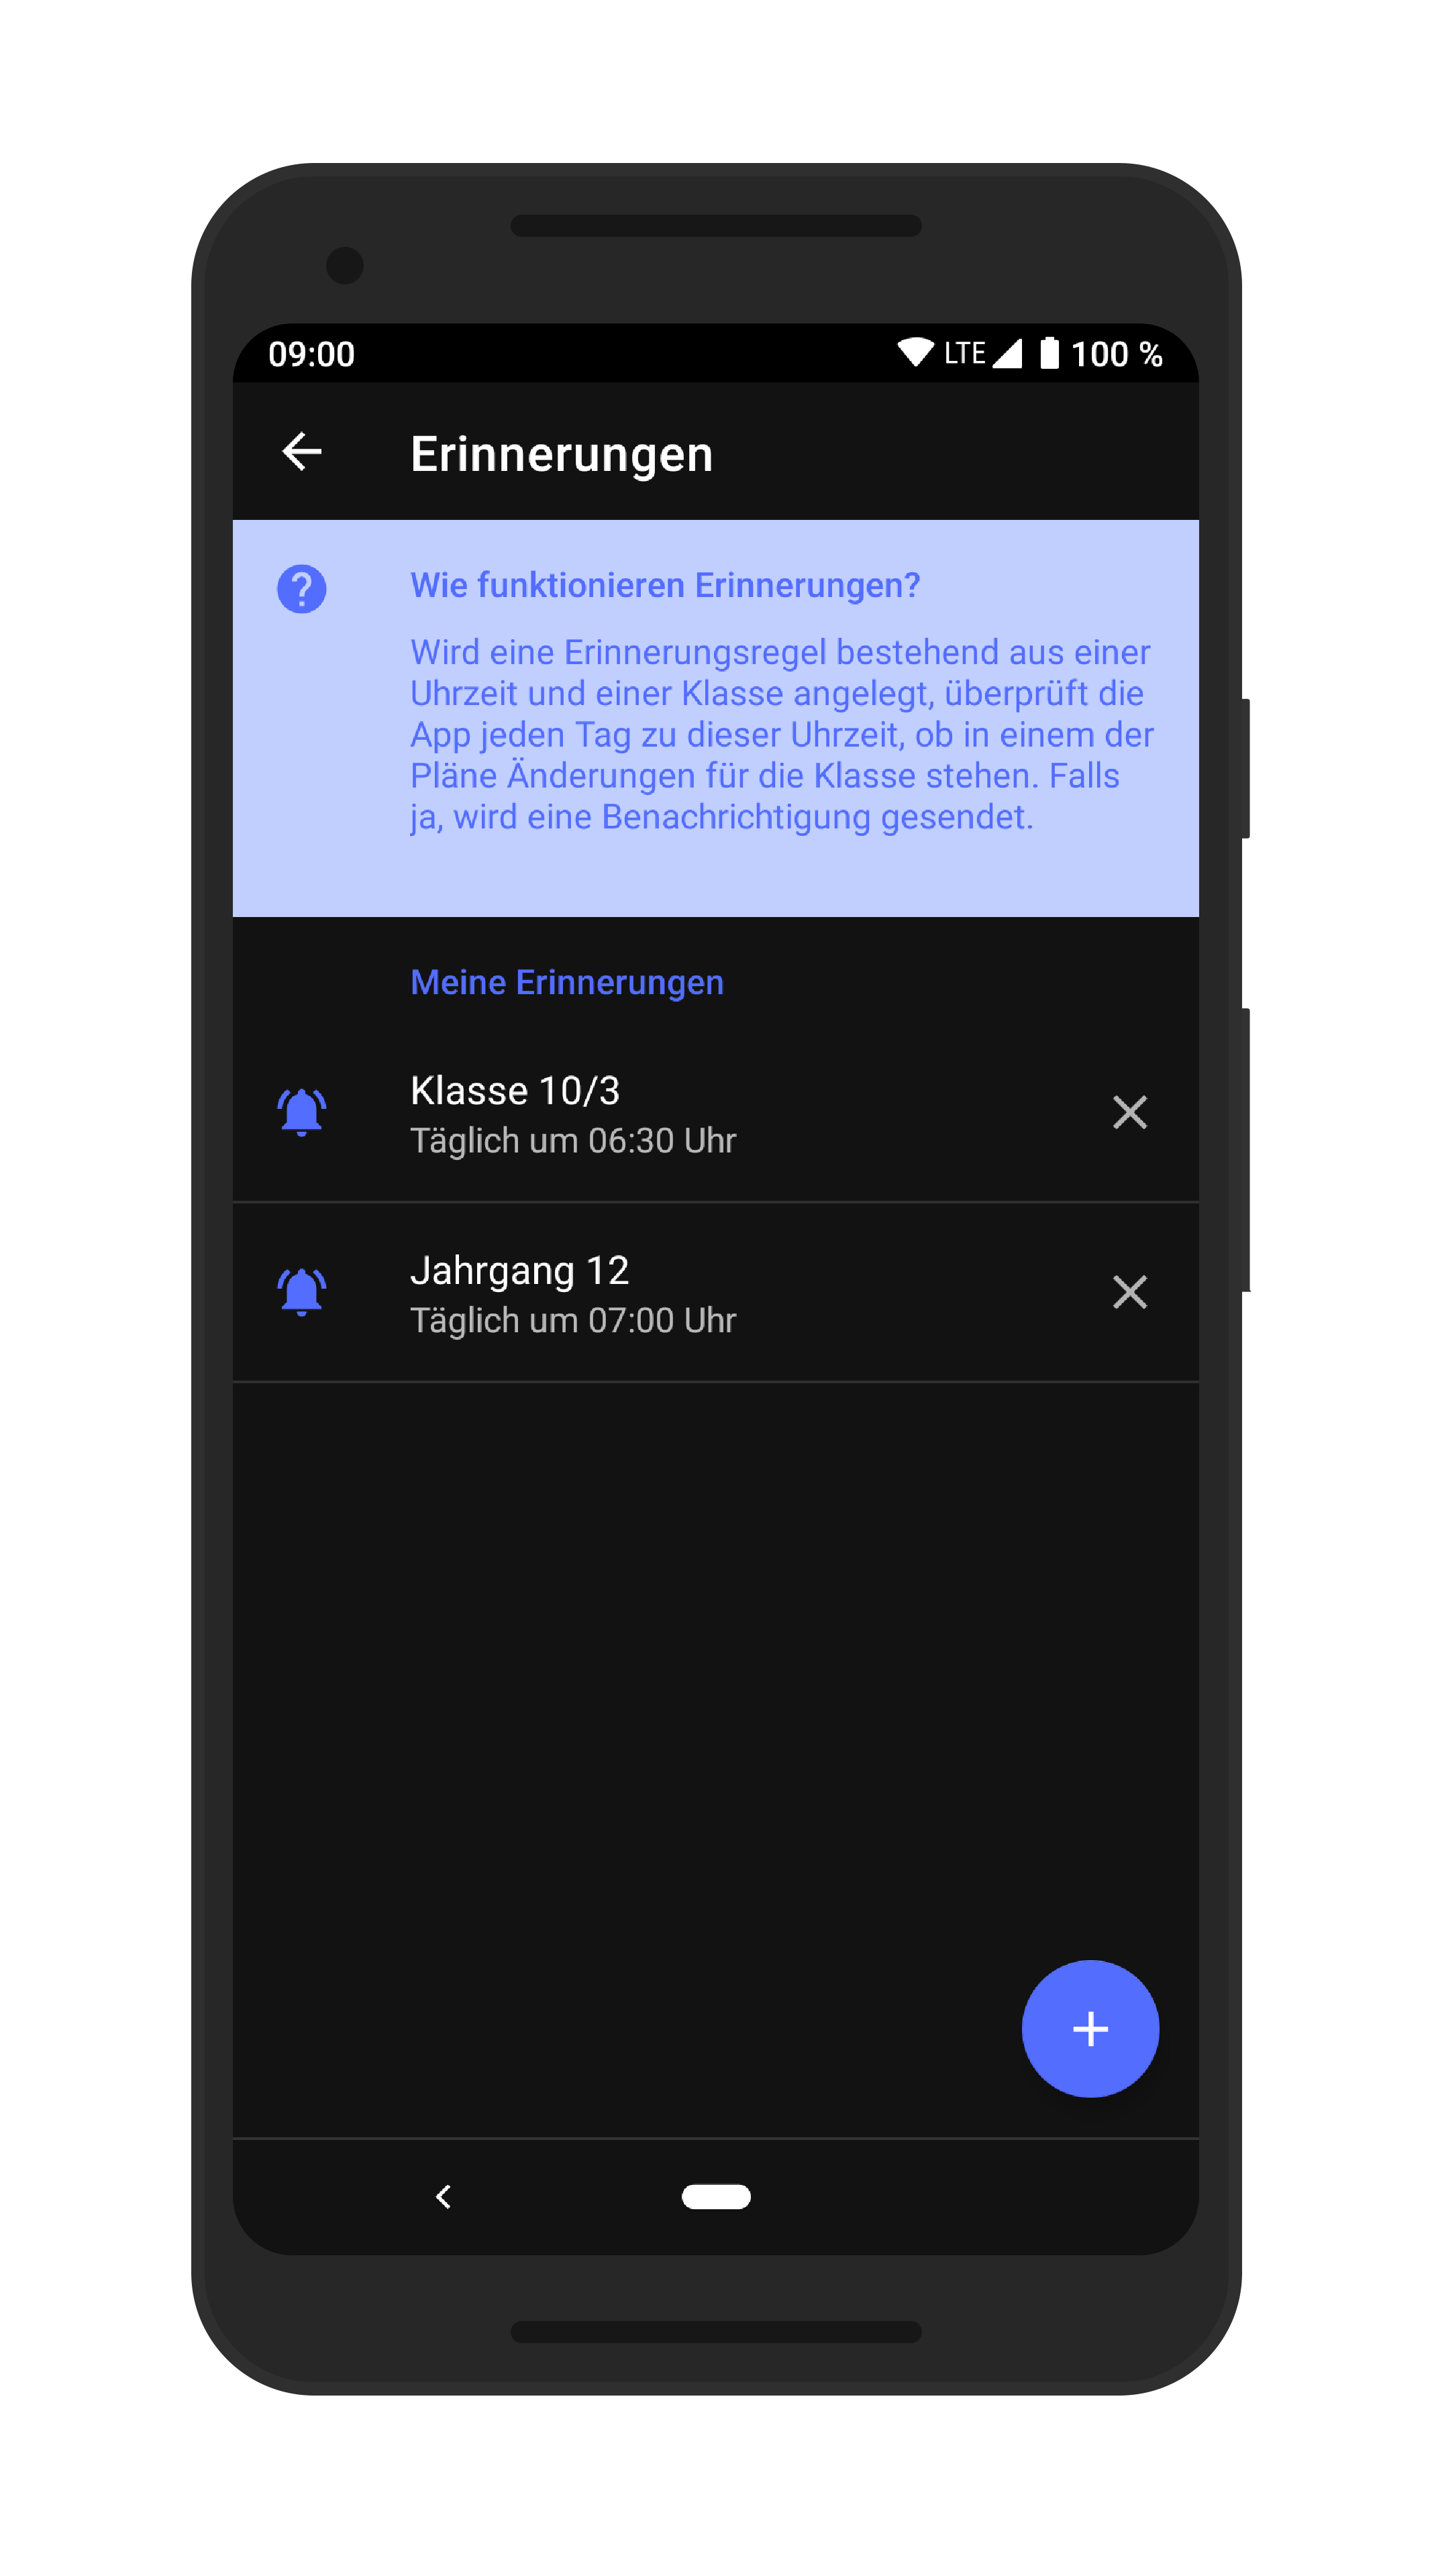 09:00 LTE 100 %
Erinnerungen
Wie funktionieren Erinnerungen?
Wird eine Erinnerungsregel bestehend aus einer
Uhrzeit und einer Klasse angelegt, überprüft die
App jeden Tag zu dieser Uhrzeit, ob in einem der
Pläne Änderungen für die Klasse stehen. Falls
ja, wird eine Benachrichtigung gesendet.
Meine Erinnerungen
Klasse 10/3
Täglich um 06:30 Uhr
Jahrgang 12
Täglich um 07:00 Uhr